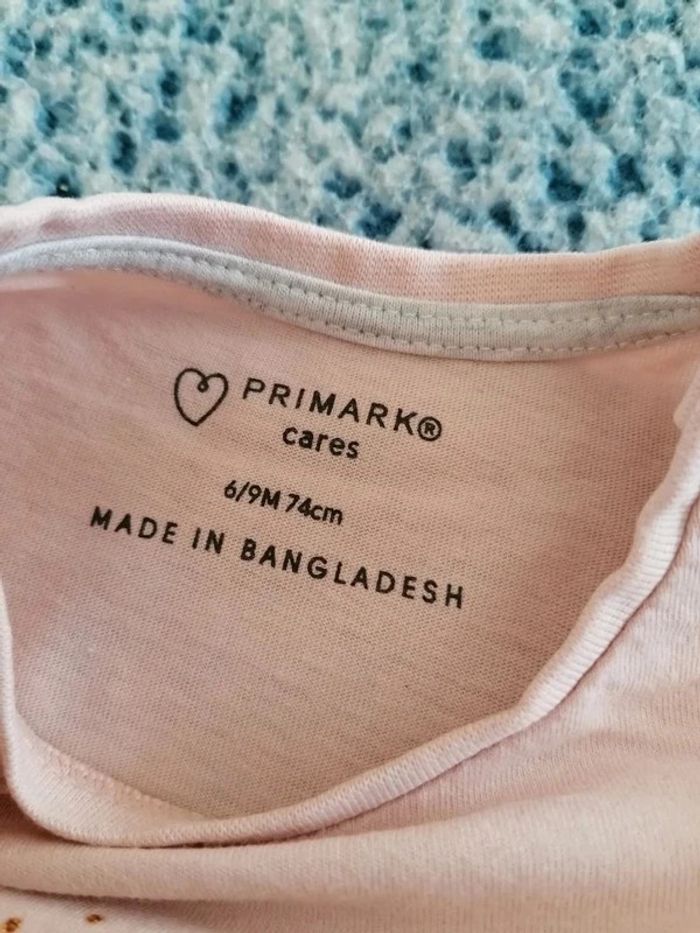 PRIMARK®
cares
6/9M 74cm
MADE IN BANGLADESH